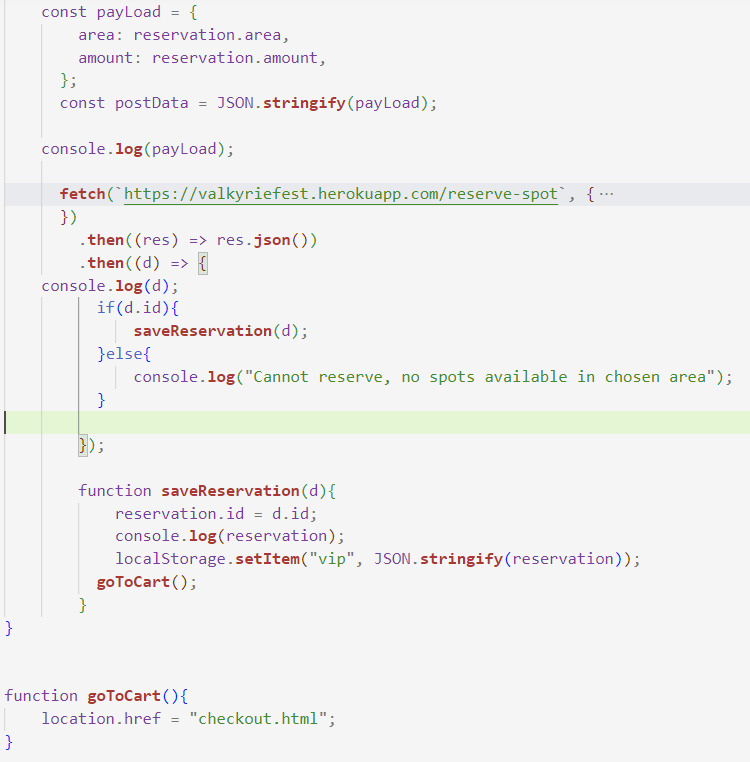 const payLoad = {
area: reservation.area,
amount: reservation.amount,
};
const postData = JSON.stringify(payLoad);
console.log(payLoad);
fetch(`https://valkyriefest.herokuapp.com/reserve-spot`, {···
})
.then((res) => res.json())
.then((d) => {
console.log(d);
if(d.id){
saveReservation(d);
}else{
console.log("Cannot reserve, no spots available in chosen area");
}
});
function saveReservation(d){
reservation.id = d.id;
console.log(reservation);
localStorage.setItem("vip", JSON.stringify(reservation));
goToCart();
}
}
function goToCart(){
location.href = "checkout.html";
}